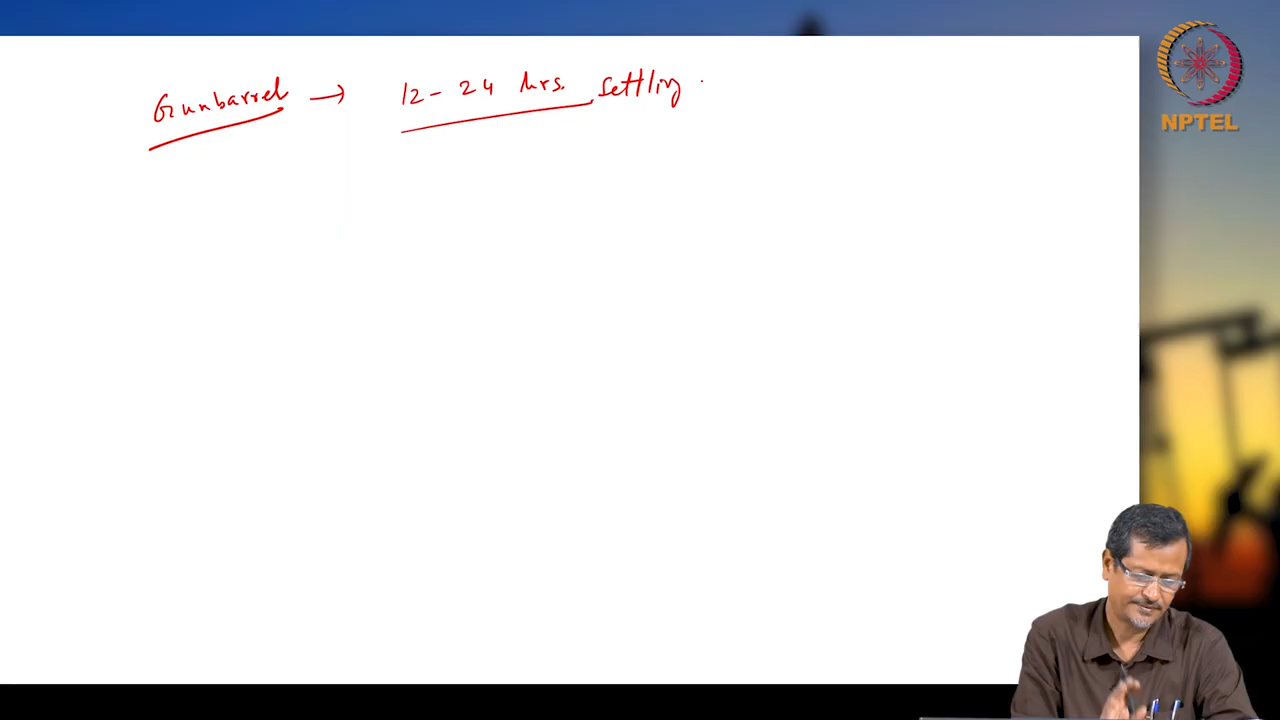 Gunbarrel → 12 - 24 hrs. settling.
NPTEL